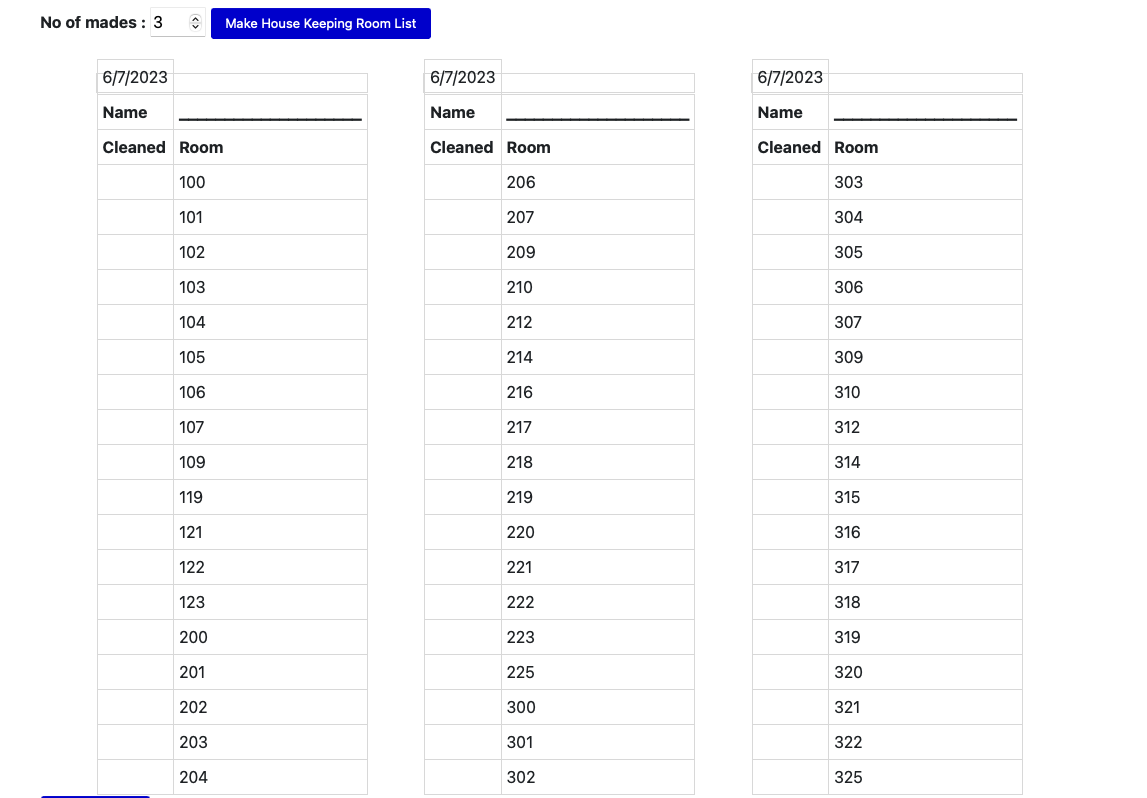 No of mades : 3 Make House Keeping Room List
6/7/2023 6/7/2023 6/7/2023
Name ____________________ Name ____________________ Name ____________________
Cleaned Room Cleaned Room Cleaned Room
100 206 303
101 207 304
102 209 305
103 210 306
104 212 307
105 214 309
106 216 310
107 217 312
109 218 314
119 219 315
121 220 316
122 221 317
123 222 318
200 223 319
201 225 320
202 300 321
203 301 322
204 302 325